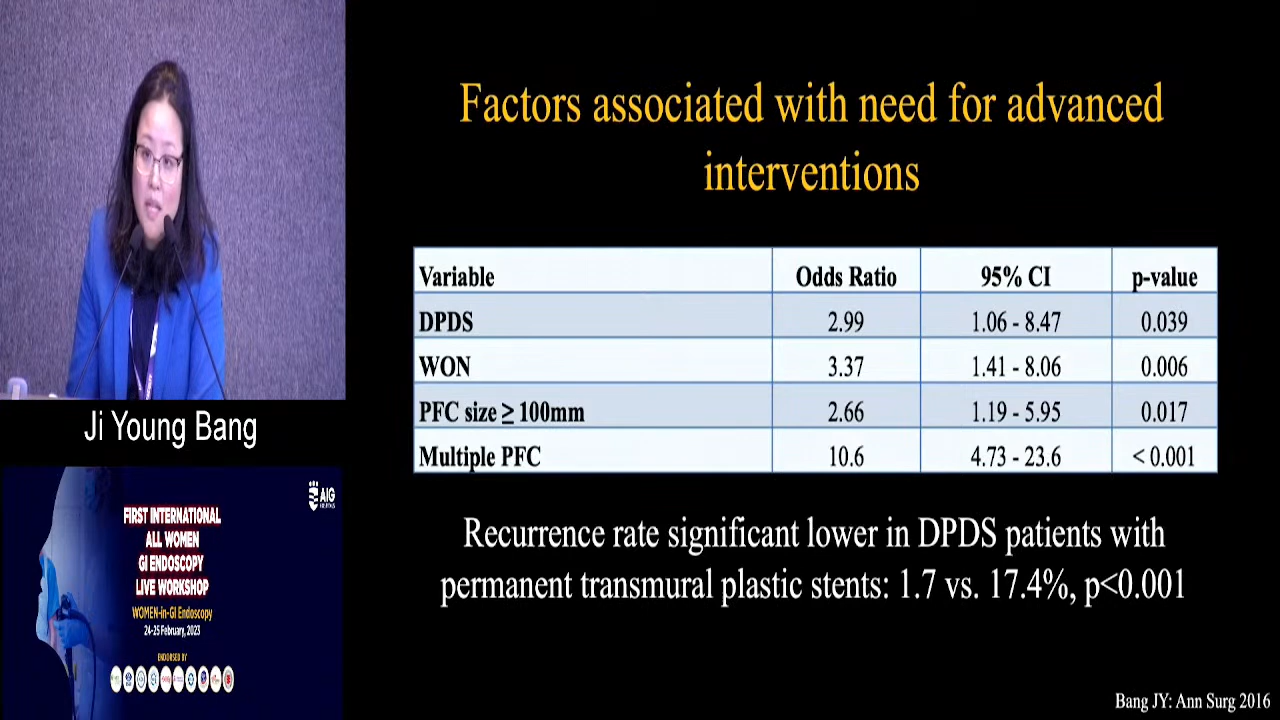 Factors associated with need for advanced
interventions
Variable Odds Ratio 95% CI p-value
DPDS 2.99 1.06 - 8.47 0.039
WON 3.37 1.41 - 8.06 0.006
PFC size ≥ 100mm 2.66 1.19 - 5.95 0.017
Multiple PFC 10.6 4.73 - 23.6 < 0.001
Recurrence rate significant lower in DPDS patients with
permanent transmural plastic stents: 1.7 vs. 17.4%, p<0.001
Bang JY: Ann Surg 2016
Ji Young Bang
AIG
HOSPITALS
FIRST INTERNATIONAL
ALL WOMEN
GI ENDOSCOPY
LIVE WORKSHOP
WOMEN-in-GI Endoscopy
24-25 February, 2023
ENDORSED BY